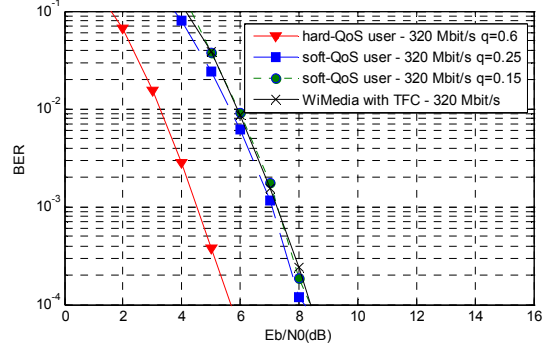 hard-QoS user - 320 Mbit/s q=0.6
soft-QoS user - 320 Mbit/s q=0.25
soft-QoS user - 320 Mbit/s q=0.15
WiMedia with TFC - 320 Mbit/s
BER
10^-1
10^-2
10^-3
10^-4
0 2 4 6 8 10 12 14 16
Eb/N0(dB)